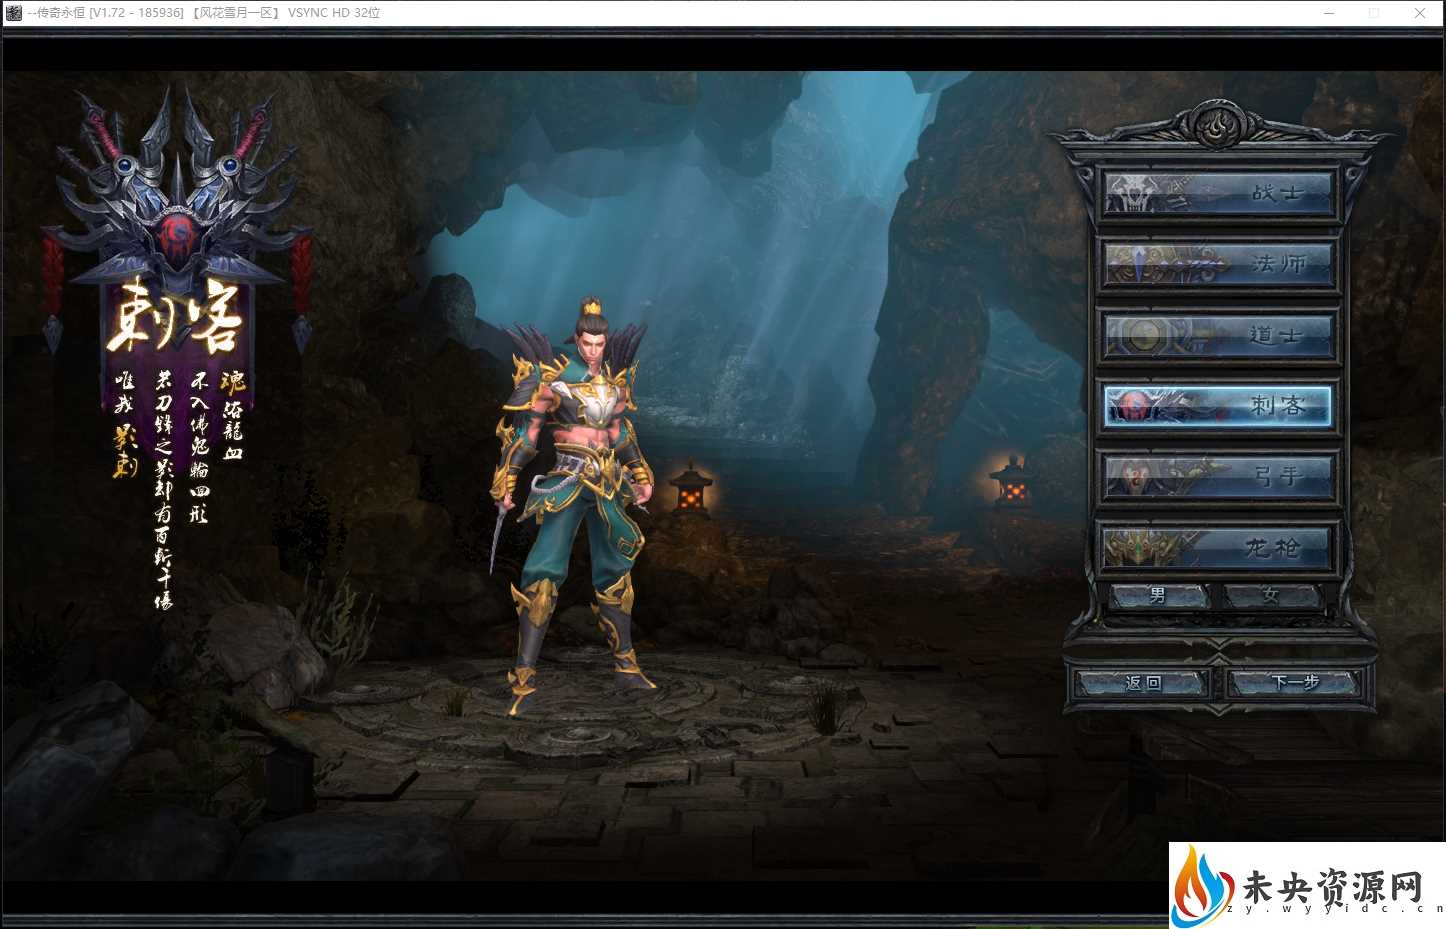 --传奇永恒 [V1.72 - 185936] 【风花雪月一区】 VSYNC HD 32位
刺客
魂浴龍血
不入佛鬼輪回形
若刀鋒之影却有百斬千傷
唯我影刺
战士
法师
道士
刺客
弓手
龙枪
男
女
返回
下一步
未央资源网
zy.wyyidc.cn